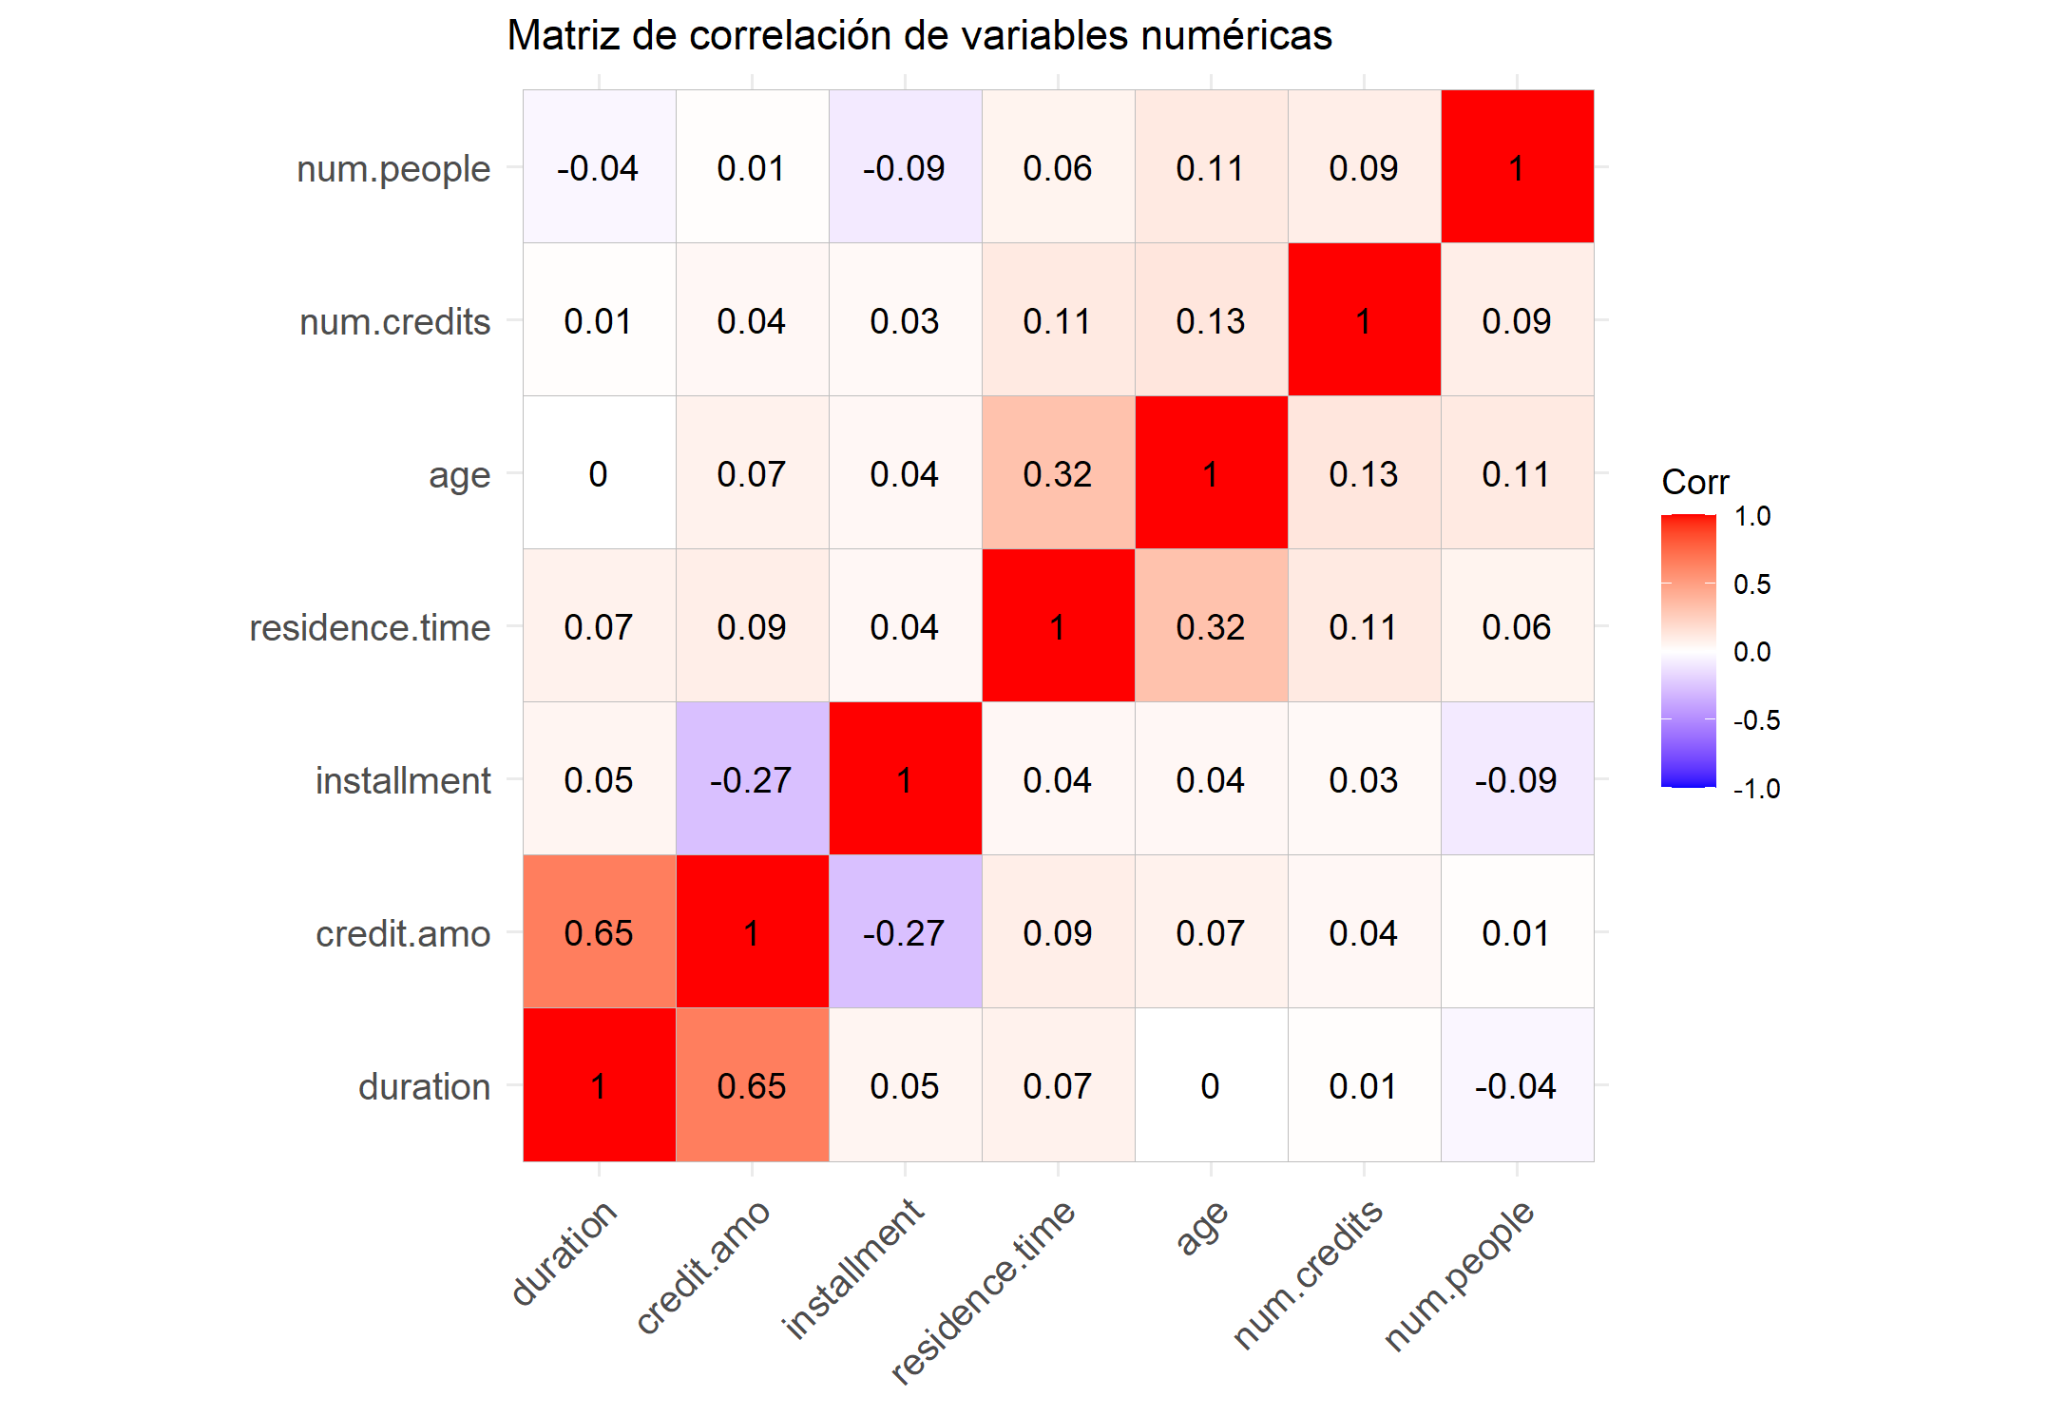 Matriz de correlación de variables numéricas
num.people -0.04 0.01 -0.09 0.06 0.11 0.09 1
num.credits 0.01 0.04 0.03 0.11 0.13 1 0.09
age 0 0.07 0.04 0.32 1 0.13 0.11
residence.time 0.07 0.09 0.04 1 0.32 0.11 0.06
installment 0.05 -0.27 1 0.04 0.04 0.03 -0.09
credit.amo 0.65 1 -0.27 0.09 0.07 0.04 0.01
duration 1 0.65 0.05 0.07 0 0.01 -0.04
duration credit.amo installment residence.time age num.credits num.people
Corr
1.0
0.5
0.0
-0.5
-1.0